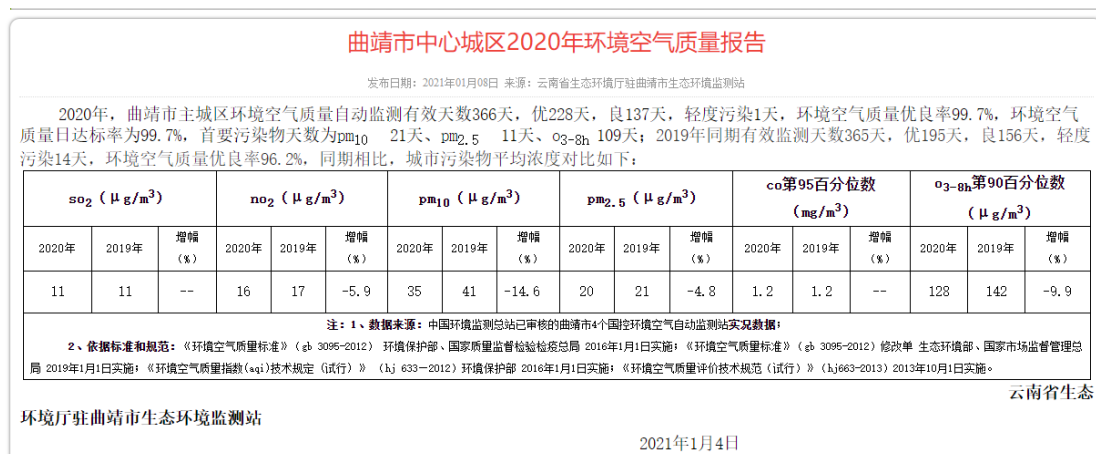 曲靖市中心城区2020年环境空气质量报告
发布日期：2021年01月08日 来源：云南省生态环境厅驻曲靖市生态环境监测站
2020年，曲靖市主城区环境空气质量自动监测有效天数366天，优228天，良137天，轻度污染1天，环境空气质量优良率99.7%，环境空气
质量日达标率为99.7%，首要污染物天数为pm10 21天、pm2.5 11天、o3-8h 109天；2019年同期有效监测天数365天，优195天，良156天，轻度
污染14天，环境空气质量优良率96.2%，同期相比，城市污染物平均浓度对比如下：
so2（μg/m3） no2（μg/m3） pm10（μg/m3） pm2.5（μg/m3） co第95百分位数（mg/m3） o3-8h第90百分位数（μg/m3）
2020年 2019年 增幅（%） 2020年 2019年 增幅（%） 2020年 2019年 增幅（%） 2020年 2019年 增幅（%） 2020年 2019年 增幅（%） 2020年 2019年 增幅（%）
11 11 -- 16 17 -5.9 35 41 -14.6 20 21 -4.8 1.2 1.2 -- 128 142 -9.9
注：1、数据来源：中国环境监测总站已审核的曲靖市4个国控环境空气自动监测站实况数据；
2、依据标准和规范：《环境空气质量标准》（gb 3095-2012） 环境保护部、国家质量监督检验检疫总局 2016年1月1日实施；《环境空气质量标准》（gb 3095-2012）修改单 生态环境部、国家市场监督管理总
局 2019年1月1日实施；《环境空气质量指数(aqi)技术规定（试行）》（hj 633—2012）环境保护部 2016年1月1日实施；《环境空气质量评价技术规范（试行）》（hj663-2013）2013年10月1日实施。
云南省生态
环境厅驻曲靖市生态环境监测站
2021年1月4日